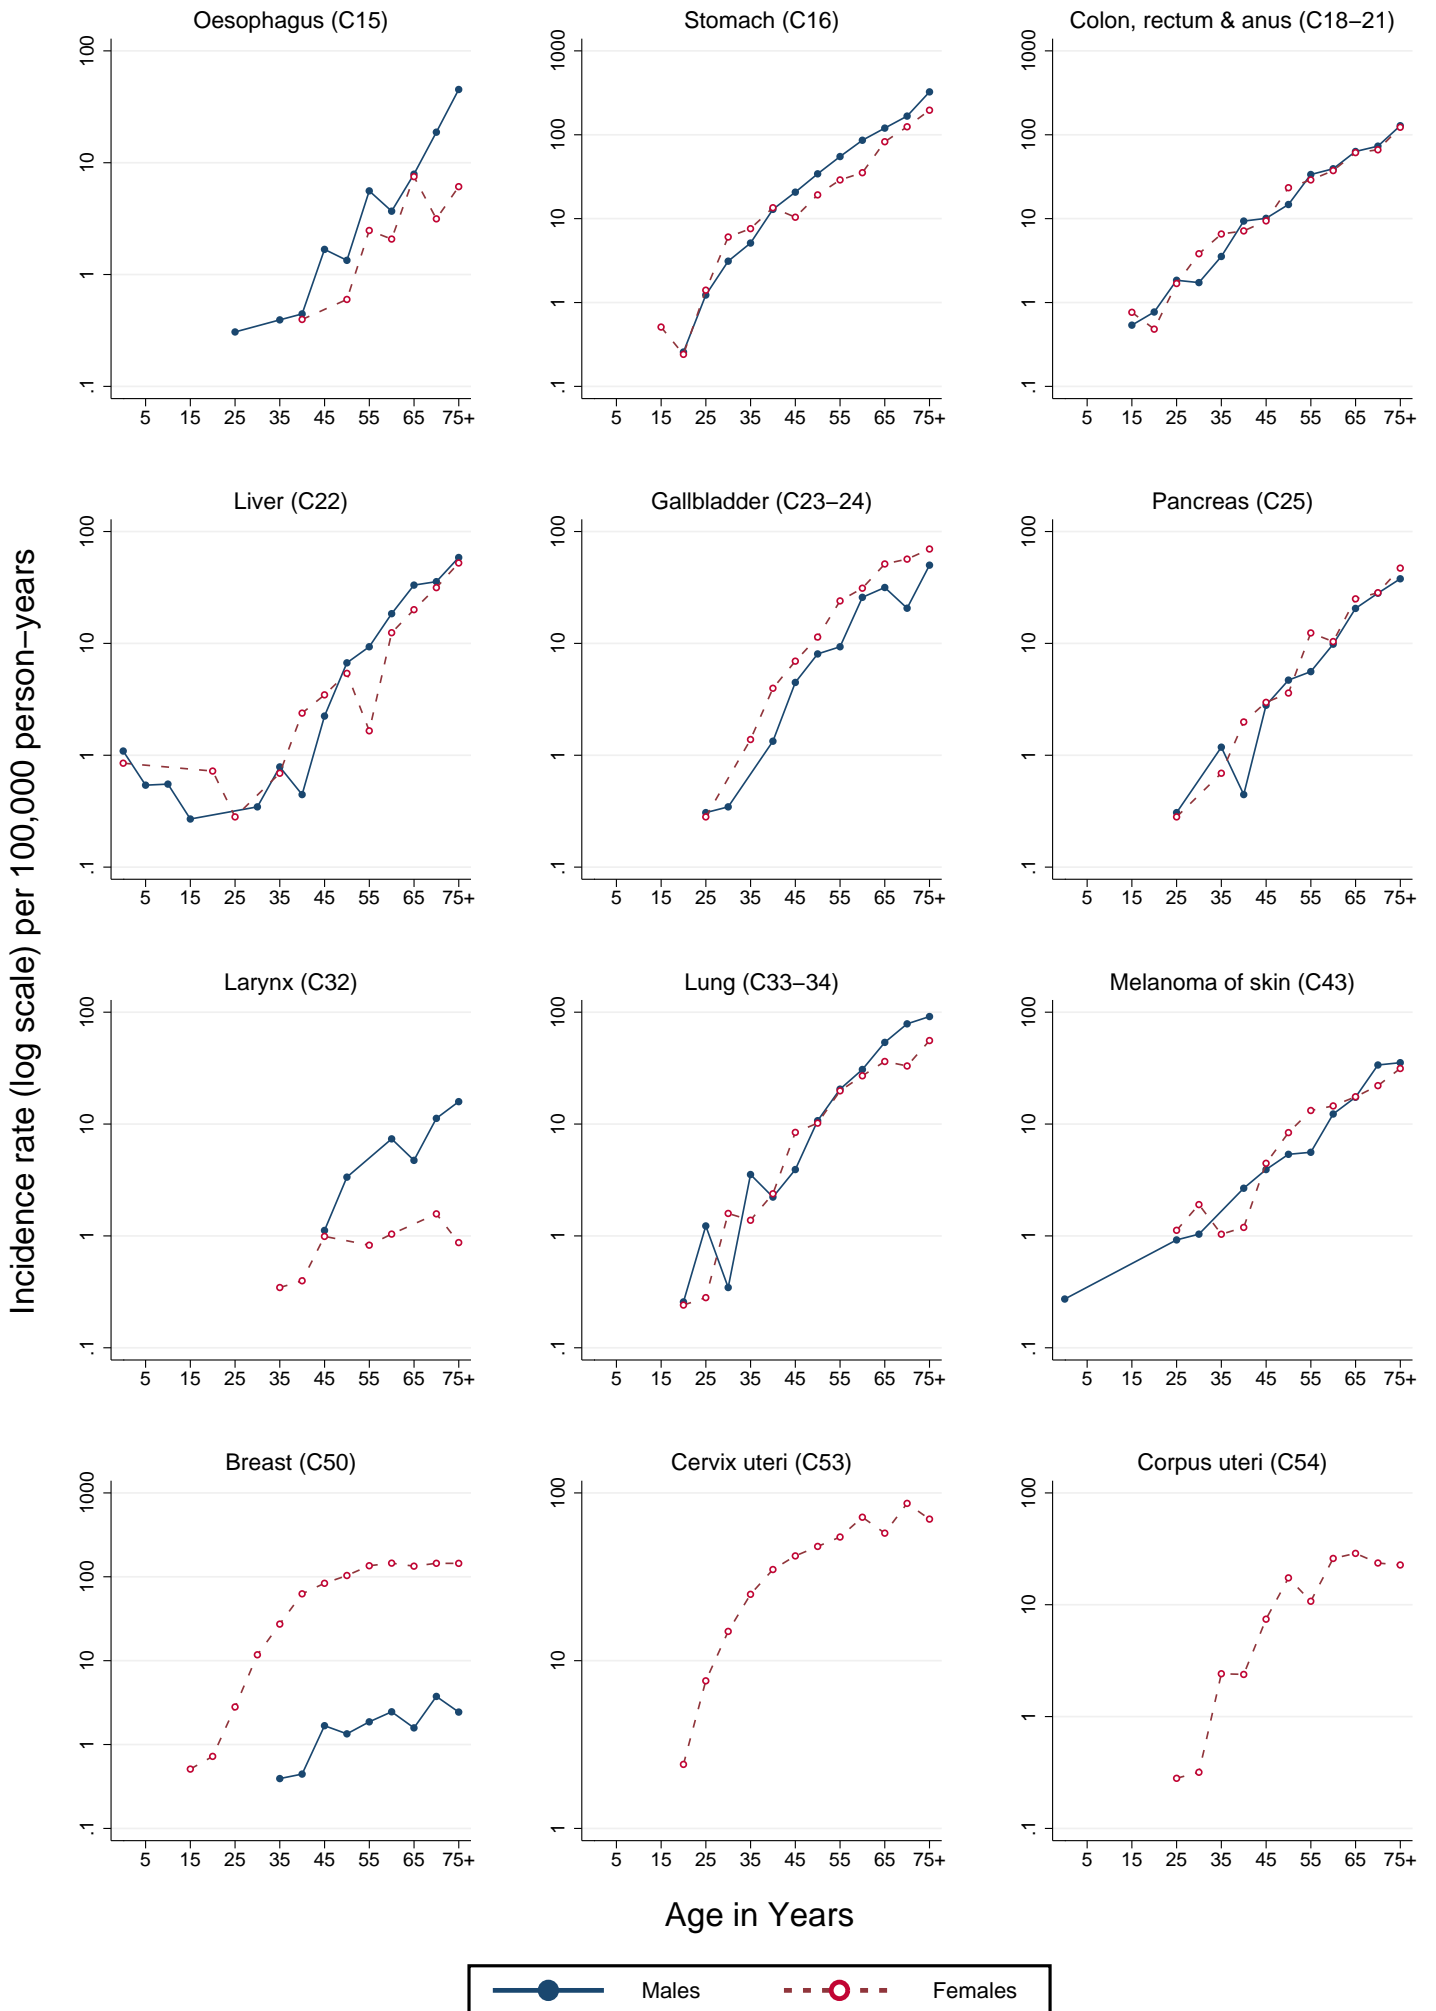 Oesophagus (C15)
Stomach (C16)
Colon, rectum & anus (C18–21)
100
10
1
.1
5 15 25 35 45 55 65 75+
1000
100
10
1
.1
5 15 25 35 45 55 65 75+
1000
100
10
1
.1
5 15 25 35 45 55 65 75+
Incidence rate (log scale) per 100,000 person–years
Liver (C22)
Gallbladder (C23–24)
Pancreas (C25)
100
10
1
.1
5 15 25 35 45 55 65 75+
100
10
1
.1
5 15 25 35 45 55 65 75+
100
10
1
.1
5 15 25 35 45 55 65 75+
Larynx (C32)
Lung (C33–34)
Melanoma of skin (C43)
100
10
1
.1
5 15 25 35 45 55 65 75+
100
10
1
.1
5 15 25 35 45 55 65 75+
100
10
1
.1
5 15 25 35 45 55 65 75+
Breast (C50)
Cervix uteri (C53)
Corpus uteri (C54)
1000
100
10
1
.1
5 15 25 35 45 55 65 75+
100
10
1
5 15 25 35 45 55 65 75+
100
10
1
.1
5 15 25 35 45 55 65 75+
Age in Years
Males Females